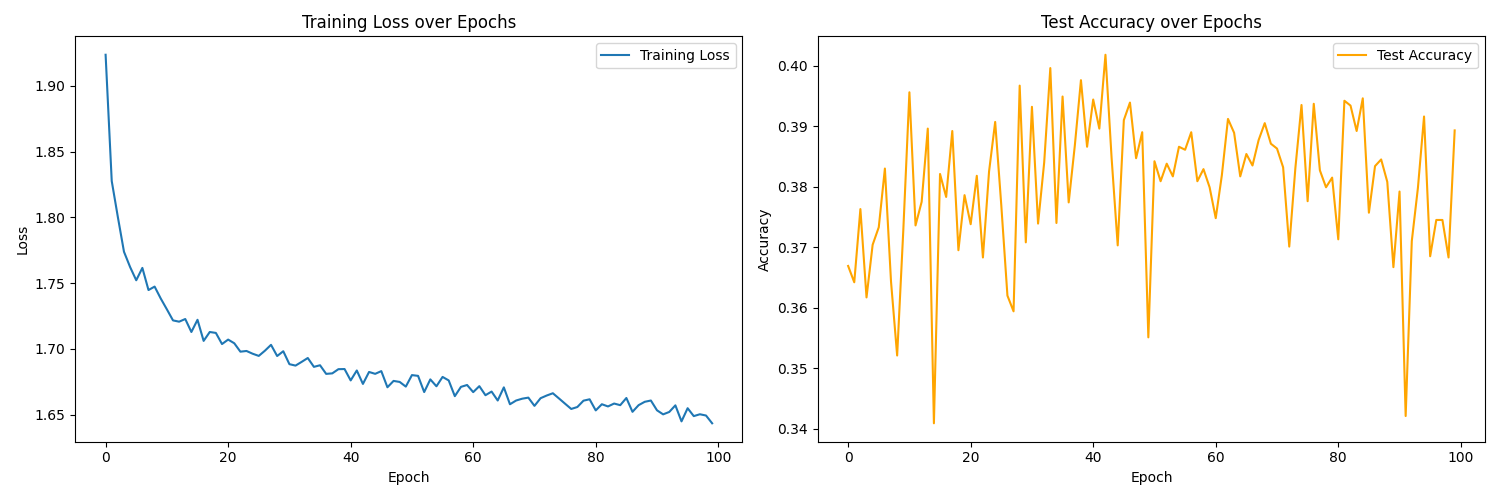 Training Loss over Epochs
Training Loss
1.90
1.85
1.80
1.75
1.70
1.65
Loss
0 20 40 60 80 100
Epoch
Test Accuracy over Epochs
Test Accuracy
0.40
0.39
0.38
0.37
0.36
0.35
0.34
Accuracy
0 20 40 60 80 100
Epoch